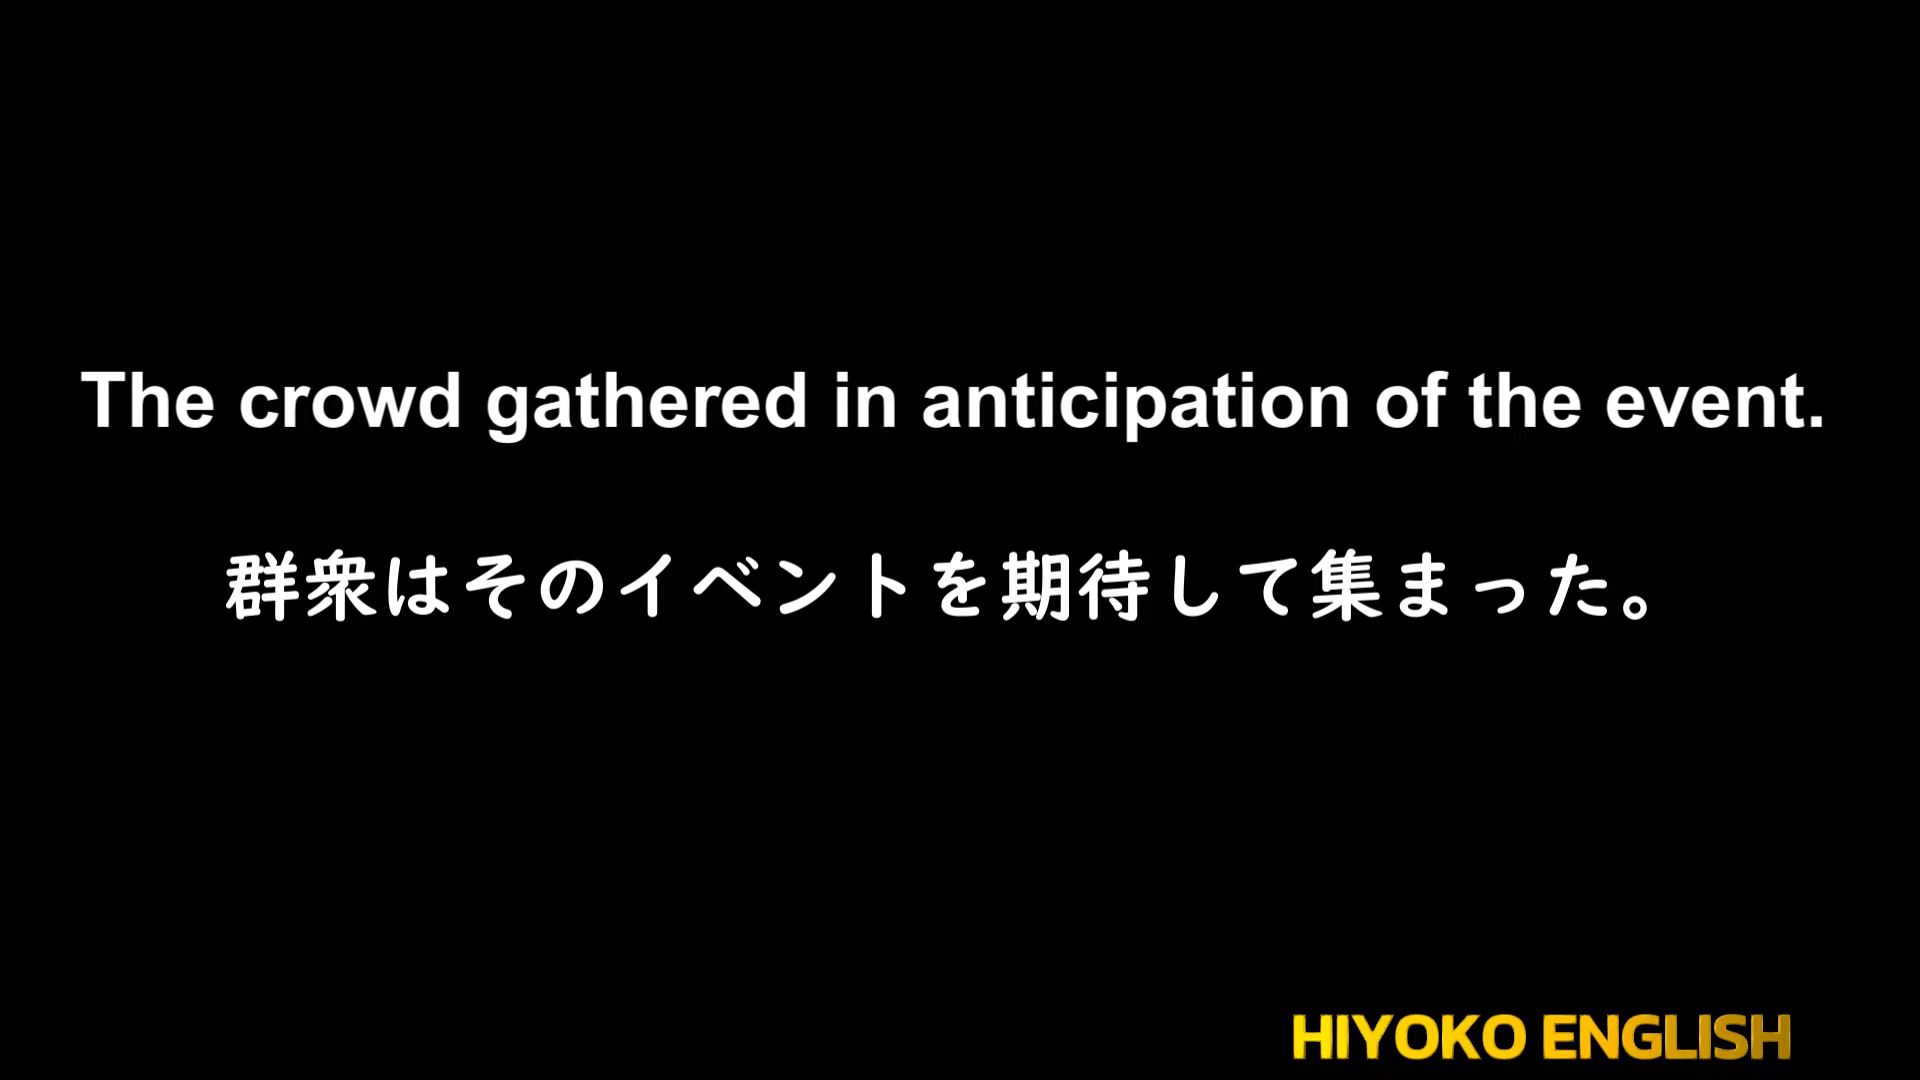 The crowd gathered in anticipation of the event.
群衆はそのイベントを期待して集まった。
HIYOKO ENGLISH